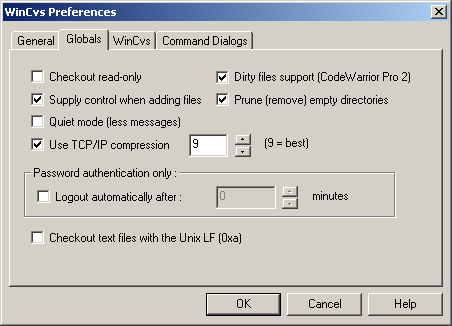 WinCvs Preferences
General Globals WinCvs Command Dialogs
Checkout read-only
Dirty files support (CodeWarrior Pro 2)
Supply control when adding files
Prune (remove) empty directories
Quiet mode (less messages)
Use TCP/IP compression 9 (9 = best)
Password authentication only :
Logout automatically after : 0 minutes
Checkout text files with the Unix LF (0xa)
OK Cancel Help